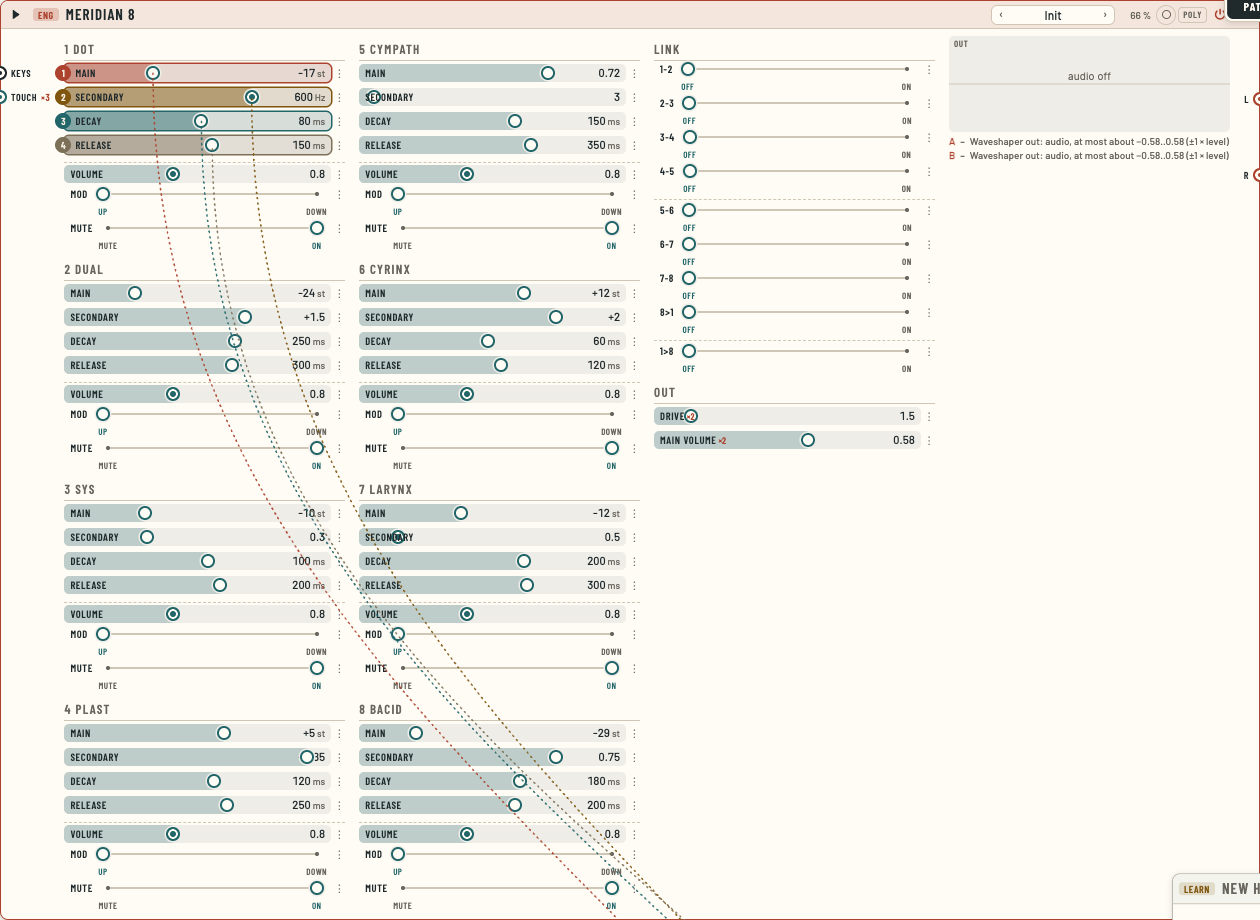 ENG MERIDIAN 8
‹ Init › 66 % POLY PAT
KEYS
TOUCH ×3
1 DOT
1 MAIN -17 st
2 SECONDARY 600 Hz
3 DECAY 80 ms
4 RELEASE 150 ms
VOLUME 0.8
MOD
UP DOWN
MUTE
MUTE ON
2 DUAL
MAIN -24 st
SECONDARY +1.5
DECAY 250 ms
RELEASE 300 ms
VOLUME 0.8
MOD
UP DOWN
MUTE
MUTE ON
3 SYS
MAIN -10 st
SECONDARY 0.3
DECAY 100 ms
RELEASE 200 ms
VOLUME 0.8
MOD
UP DOWN
MUTE
MUTE ON
4 PLAST
MAIN +5 st
SECONDARY 35
DECAY 120 ms
RELEASE 250 ms
VOLUME 0.8
MOD
UP DOWN
MUTE
MUTE ON
5 CYMPATH
MAIN 0.72
SECONDARY 3
DECAY 150 ms
RELEASE 350 ms
VOLUME 0.8
MOD
UP DOWN
MUTE
MUTE ON
6 CYRINX
MAIN +12 st
SECONDARY +2
DECAY 60 ms
RELEASE 120 ms
VOLUME 0.8
MOD
UP DOWN
MUTE
MUTE ON
7 LARYNX
MAIN -12 st
SECONDARY 0.5
DECAY 200 ms
RELEASE 300 ms
VOLUME 0.8
MOD
UP DOWN
MUTE
MUTE ON
8 BACID
MAIN -29 st
SECONDARY 0.75
DECAY 180 ms
RELEASE 200 ms
VOLUME 0.8
MOD
UP DOWN
MUTE
MUTE ON
LINK
1-2
OFF ON
2-3
OFF ON
3-4
OFF ON
4-5
OFF ON
5-6
OFF ON
6-7
OFF ON
7-8
OFF ON
8>1
OFF ON
1>8
OFF ON
OUT
DRIVE ×2 1.5
MAIN VOLUME ×2 0.58
OUT
audio off
A – Waveshaper out: audio, at most about −0.58..0.58 (±1 × level)
B – Waveshaper out: audio, at most about −0.58..0.58 (±1 × level)
L
R
LEARN NEW H